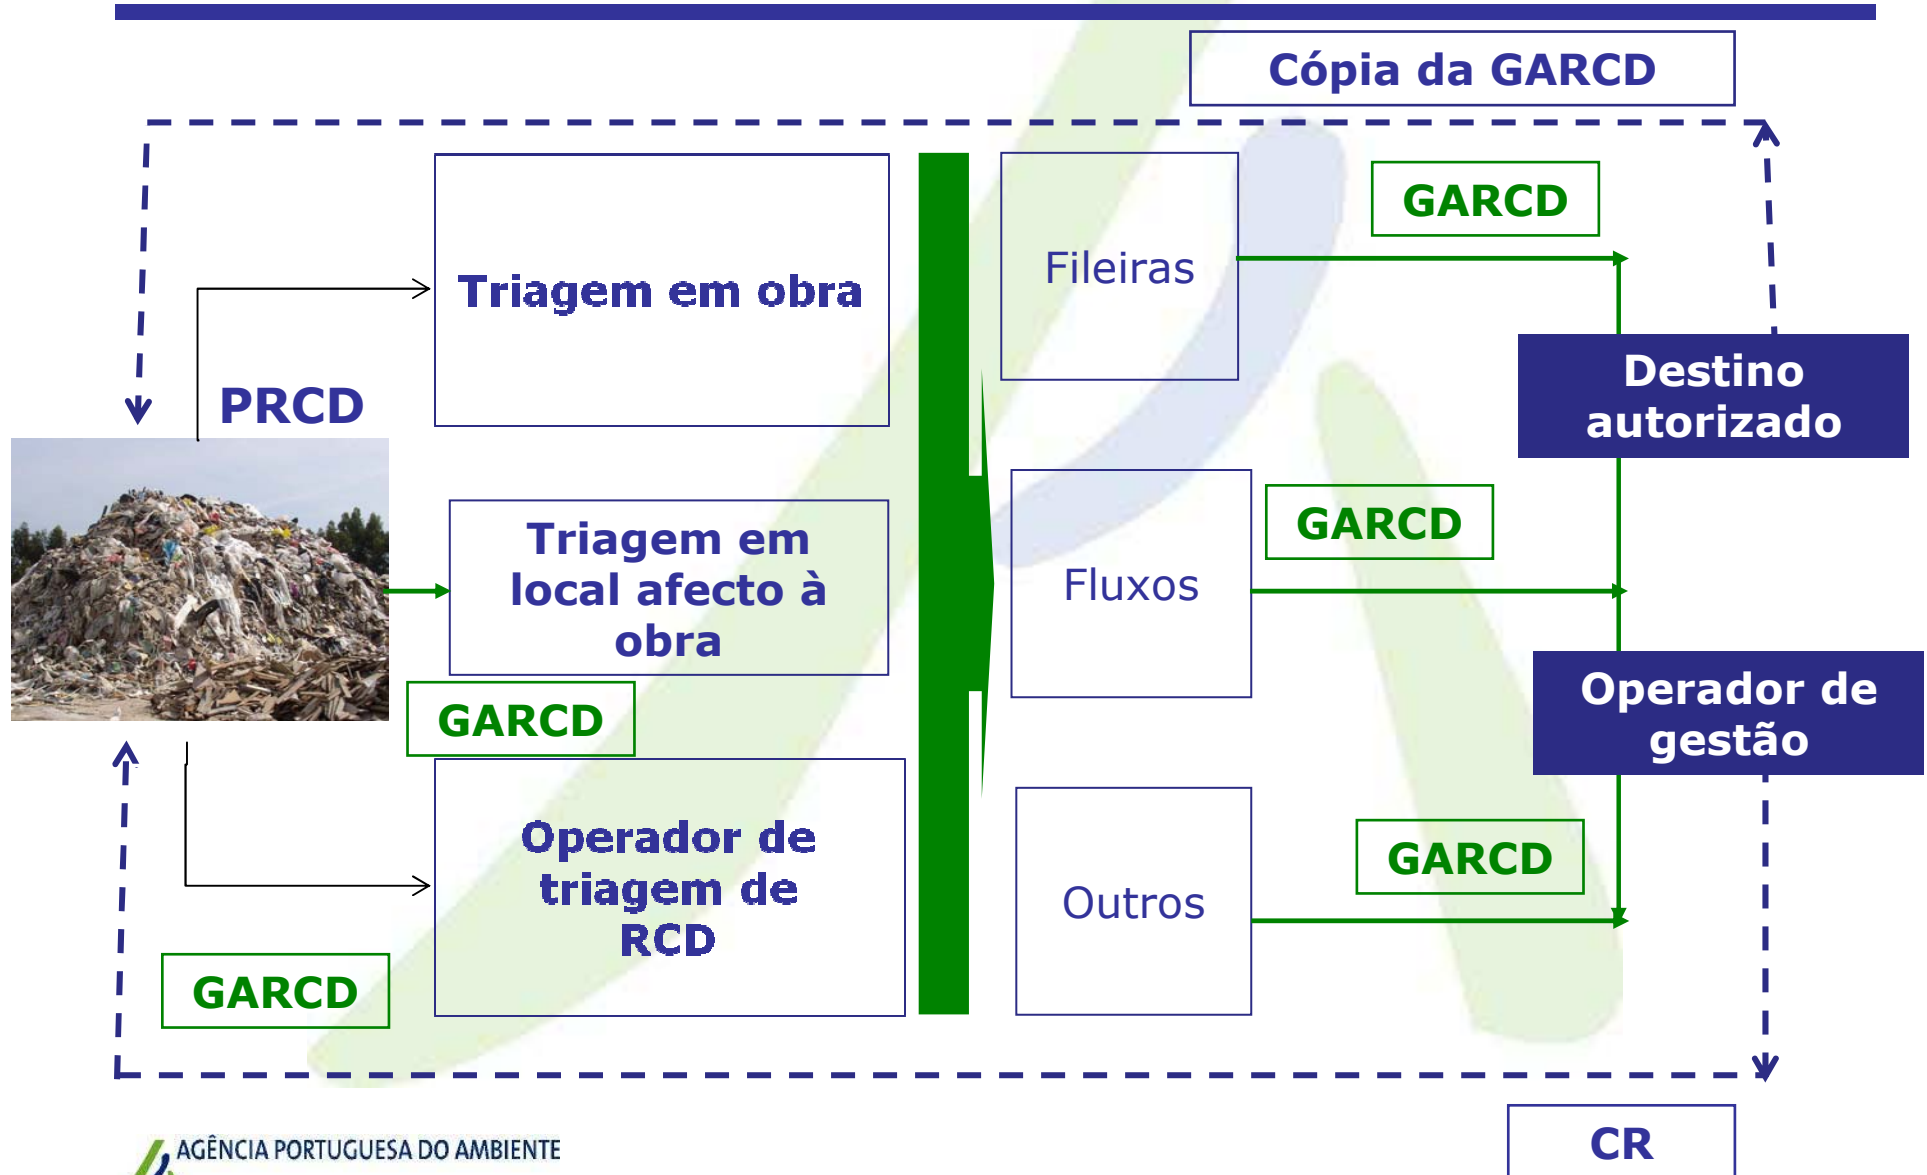 Cópia da GARCD
GARCD
Triagem em obra
Fileiras
PRCD
Destino
autorizado
Triagem em
local afecto à
obra
GARCD
Fluxos
GARCD
Operador de
gestão
Operador de
triagem de
RCD
GARCD
Outros
GARCD
CR
AGÊNCIA PORTUGUESA DO AMBIENTE